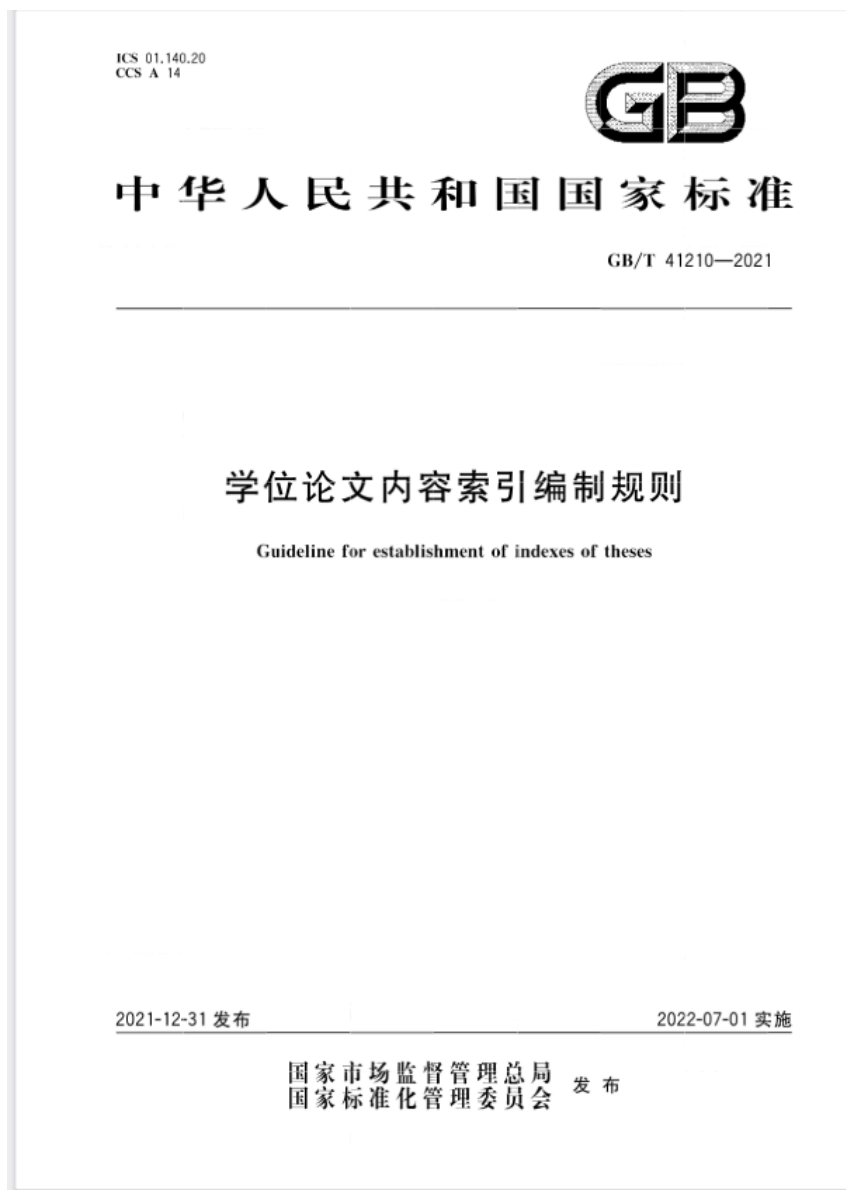 ICS 01.140.20
CCS A 14
GB
中华人民共和国国家标准
GB/T 41210—2021
学位论文内容索引编制规则
Guideline for establishment of indexes of theses
2021-12-31 发布
2022-07-01 实施
国家市场监督管理总局
国家标准化管理委员会
发布